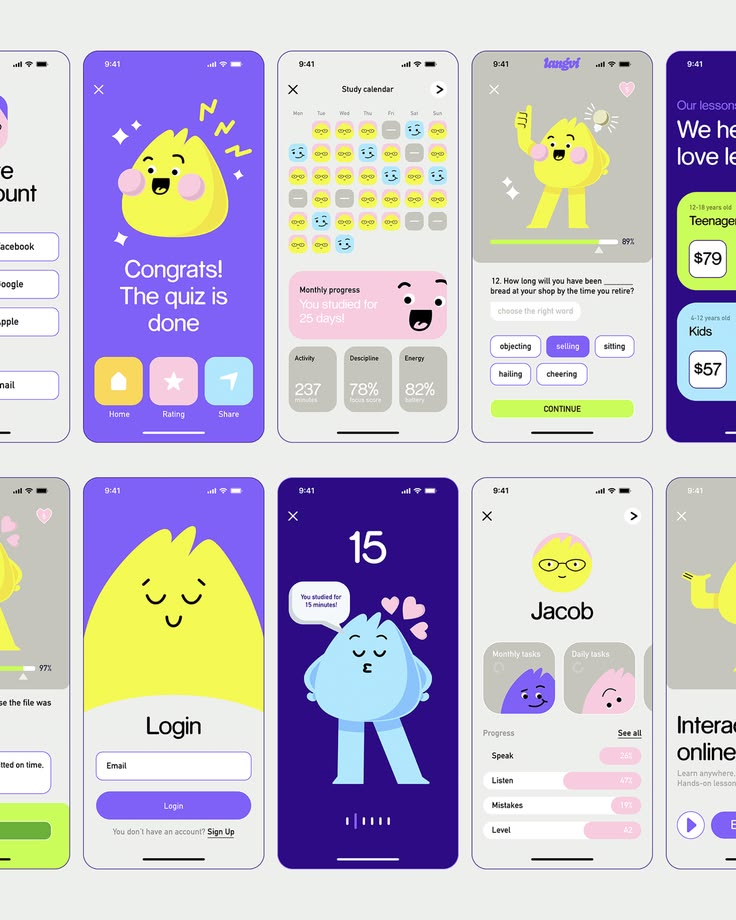 re
ount
acebook
oogle
pple
mail
9:41
Congrats!
The quiz is
done
Home
Rating
Share
9:41
Study calendar
Mon Tue Wed Thu Fri Sat Sun
Monthly progress
You studied for
25 days!
Activity
237
minutes
Descipline
78%
focus score
Energy
82%
battery
9:41
langvi
89%
12. How long will you have been ______
bread at your shop by the time you retire?
choose the right word
objecting
selling
sitting
hailing
cheering
CONTINUE
9:41
Our lessons
We he
love le
12-18 years old
Teenager
$79
4-12 years old
Kids
$57
97%
se the file was
tted on time.
9:41
Login
Email
Login
You don't have an account? Sign Up
9:41
15
You studied for
15 minutes!
9:41
Jacob
Monthly tasks
Daily tasks
Progress
See all
Speak
26%
Listen
47%
Mistakes
19%
Level
A2
9:41
Intera
online
Learn anywhere.
Hands-on lesson